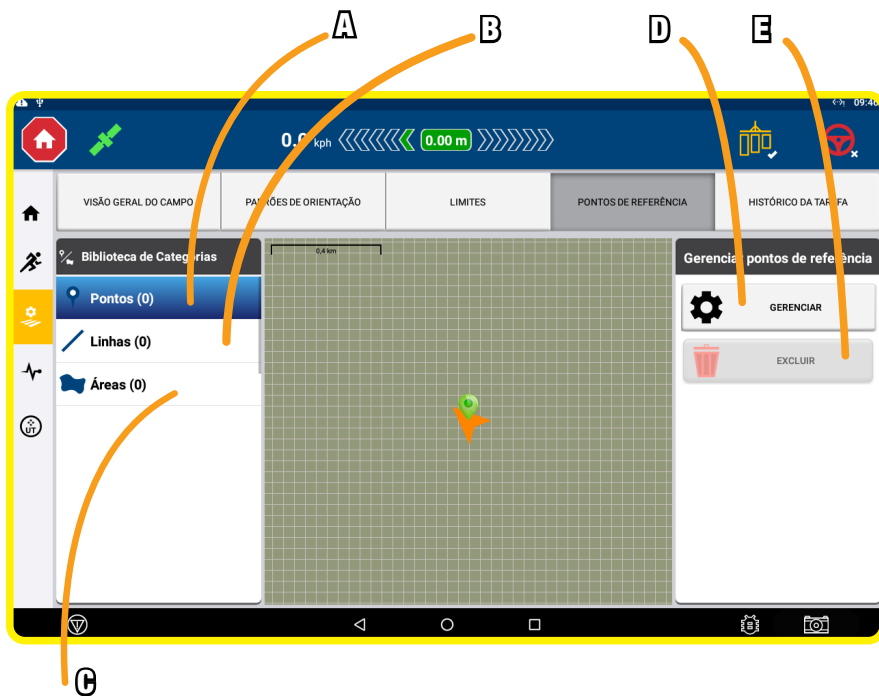 A
B
D
E
09:46
0.0 kph
0.00 m
VISÃO GERAL DO CAMPO
PADRÕES DE ORIENTAÇÃO
LIMITES
PONTOS DE REFERÊNCIA
HISTÓRICO DA TAREFA
Biblioteca de Categorias
0,4 km
Gerenciar pontos de referência
Pontos (0)
GERENCIAR
Linhas (0)
EXCLUIR
Áreas (0)
UT
C